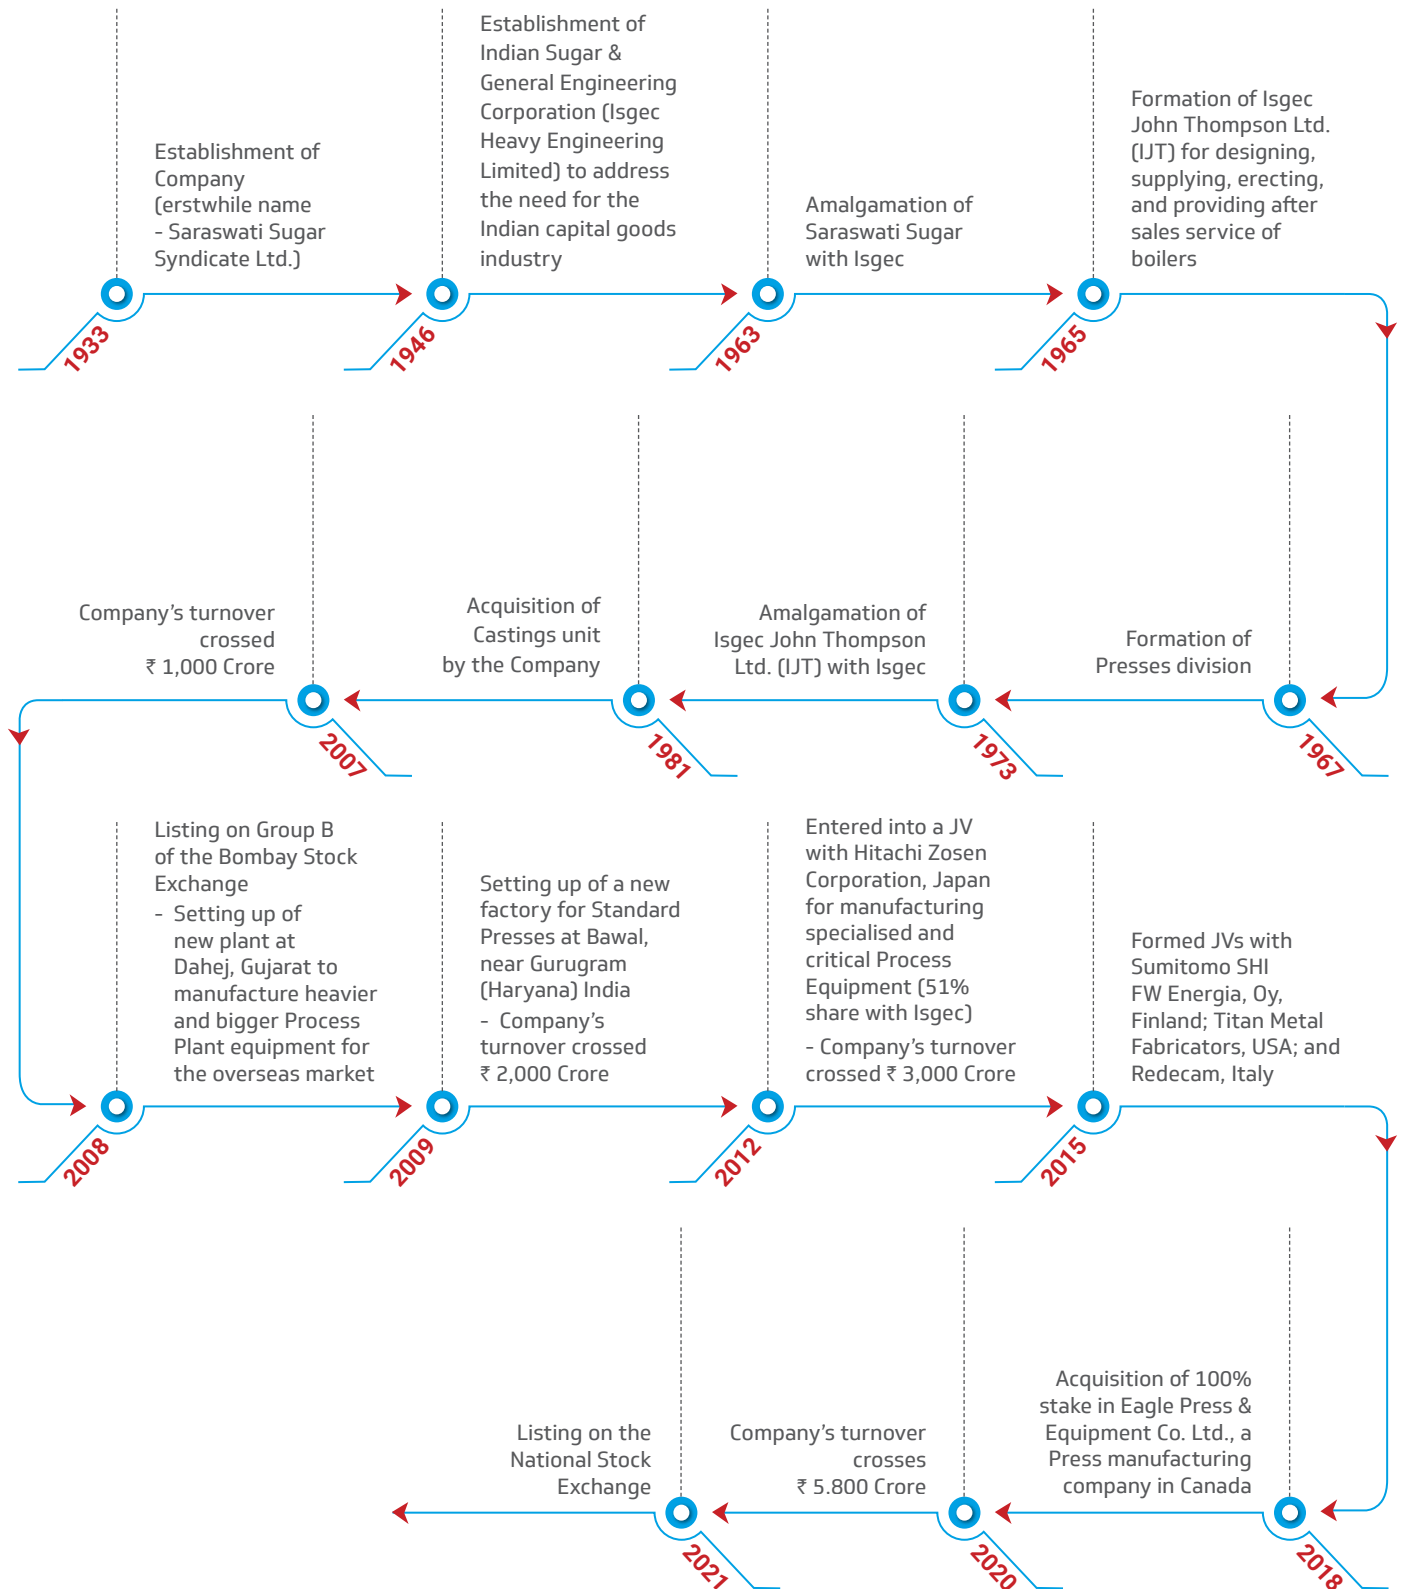 Establishment of
Company
(erstwhile name
- Saraswati Sugar
Syndicate Ltd.)
1933
Establishment of
Indian Sugar &
General Engineering
Corporation (Isgec
Heavy Engineering
Limited) to address
the need for the
Indian capital goods
industry
1946
Amalgamation of
Saraswati Sugar
with Isgec
1963
Formation of Isgec
John Thompson Ltd.
(IJT) for designing,
supplying, erecting,
and providing after
sales service of
boilers
1965
Formation of
Presses division
1967
Amalgamation of
Isgec John Thompson
Ltd. (IJT) with Isgec
1973
Acquisition of
Castings unit
by the Company
1981
Company’s turnover
crossed
₹ 1,000 Crore
2007
Listing on Group B
of the Bombay Stock
Exchange
- Setting up of
new plant at
Dahej, Gujarat to
manufacture heavier
and bigger Process
Plant equipment for
the overseas market
2008
Setting up of a new
factory for Standard
Presses at Bawal,
near Gurugram
(Haryana) India
- Company’s
turnover crossed
₹ 2,000 Crore
2009
Entered into a JV
with Hitachi Zosen
Corporation, Japan
for manufacturing
specialised and
critical Process
Equipment (51%
share with Isgec)
- Company’s turnover
crossed ₹ 3,000 Crore
2012
Formed JVs with
Sumitomo SHI
FW Energia, Oy,
Finland; Titan Metal
Fabricators, USA; and
Redecam, Italy
2015
Acquisition of 100%
stake in Eagle Press &
Equipment Co. Ltd., a
Press manufacturing
company in Canada
2018
Company’s turnover
crosses
₹ 5.800 Crore
2020
Listing on the
National Stock
Exchange
2021